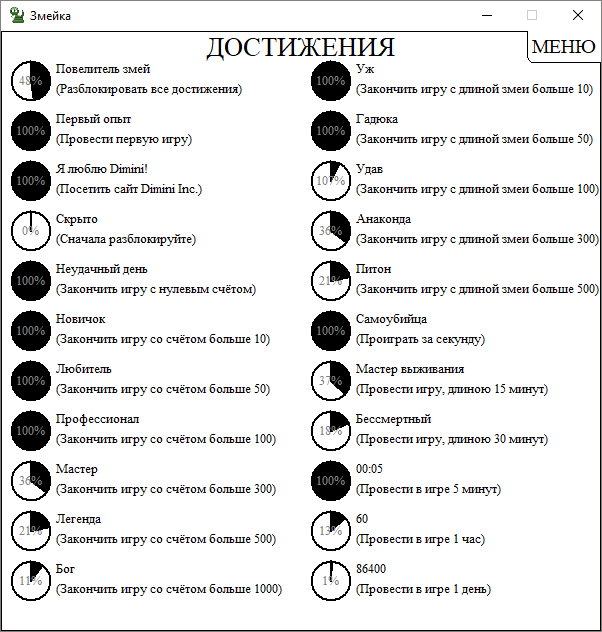 Змейка
ДОСТИЖЕНИЯ
МЕНЮ
48%
Повелитель змей
(Разблокировать все достижения)
100%
Первый опыт
(Провести первую игру)
100%
Я люблю Dimini!
(Посетить сайт Dimini Inc.)
0%
Скрыто
(Сначала разблокируйте)
100%
Неудачный день
(Закончить игру с нулевым счётом)
100%
Новичок
(Закончить игру со счётом больше 10)
100%
Любитель
(Закончить игру со счётом больше 50)
100%
Профессионал
(Закончить игру со счётом больше 100)
36%
Мастер
(Закончить игру со счётом больше 300)
21%
Легенда
(Закончить игру со счётом больше 500)
11%
Бог
(Закончить игру со счётом больше 1000)
100%
Уж
(Закончить игру с длиной змеи больше 10)
100%
Гадюка
(Закончить игру с длиной змеи больше 50)
107%
Удав
(Закончить игру с длиной змеи больше 100)
36%
Анаконда
(Закончить игру с длиной змеи больше 300)
21%
Питон
(Закончить игру с длиной змеи больше 500)
100%
Самоубийца
(Проиграть за секунду)
37%
Мастер выживания
(Провести игру, длиною 15 минут)
18%
Бессмертный
(Провести игру, длиною 30 минут)
100%
00:05
(Провести в игре 5 минут)
13%
60
(Провести в игре 1 час)
1%
86400
(Провести в игре 1 день)